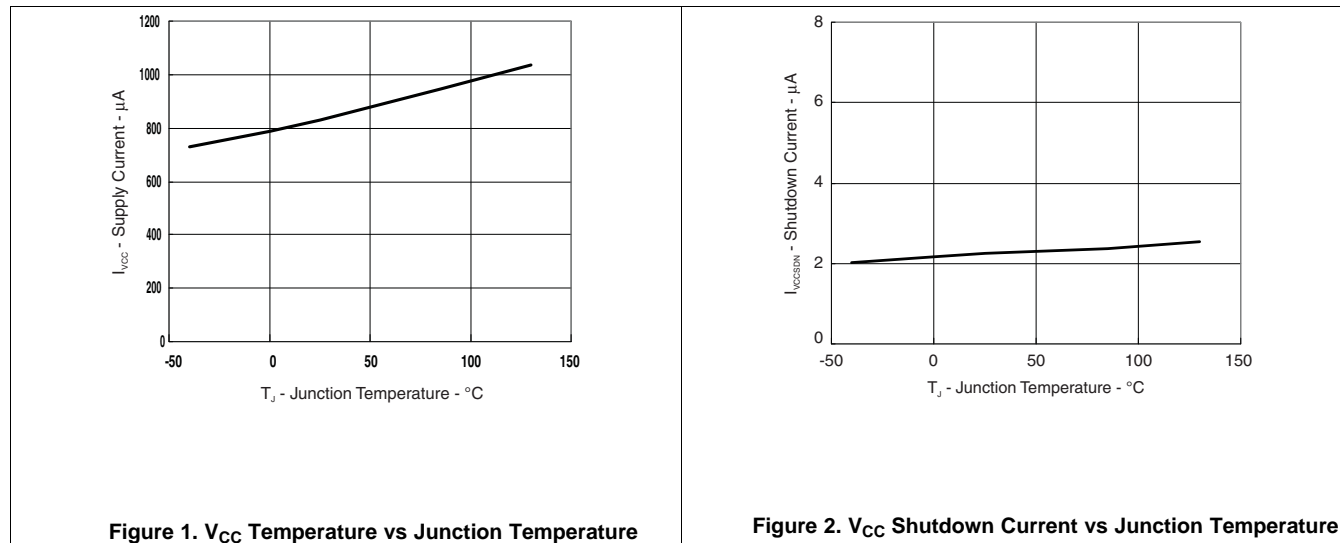 1200
1000
800
600
400
200
0
-50 0 50 100 150
I_VCC - Supply Current - μA
T_J - Junction Temperature - °C
Figure 1. V_CC Temperature vs Junction Temperature
8
6
4
2
0
-50 0 50 100 150
I_VCCSDN - Shutdown Current - μA
T_J - Junction Temperature - °C
Figure 2. V_CC Shutdown Current vs Junction Temperature